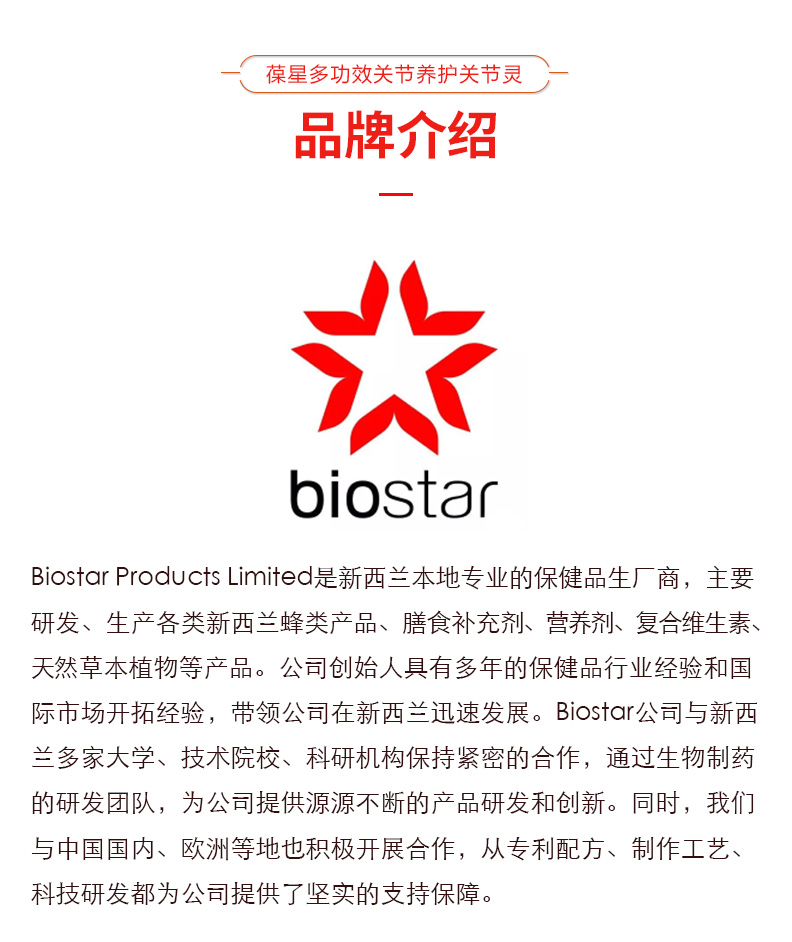 葆星多功效关节养护关节灵
品牌介绍
biostar
Biostar Products Limited是新西兰本地专业的保健品生厂商，主要
研发、生产各类新西兰蜂类产品、膳食补充剂、营养剂、复合维生素、
天然草本植物等产品。公司创始人具有多年的保健品行业经验和国
际市场开拓经验，带领公司在新西兰迅速发展。Biostar公司与新西
兰多家大学、技术院校、科研机构保持紧密的合作，通过生物制药
的研发团队，为公司提供源源不断的产品研发和创新。同时，我们
与中国国内、欧洲等地也积极开展合作，从专利配方、制作工艺、
科技研发都为公司提供了坚实的支持保障。